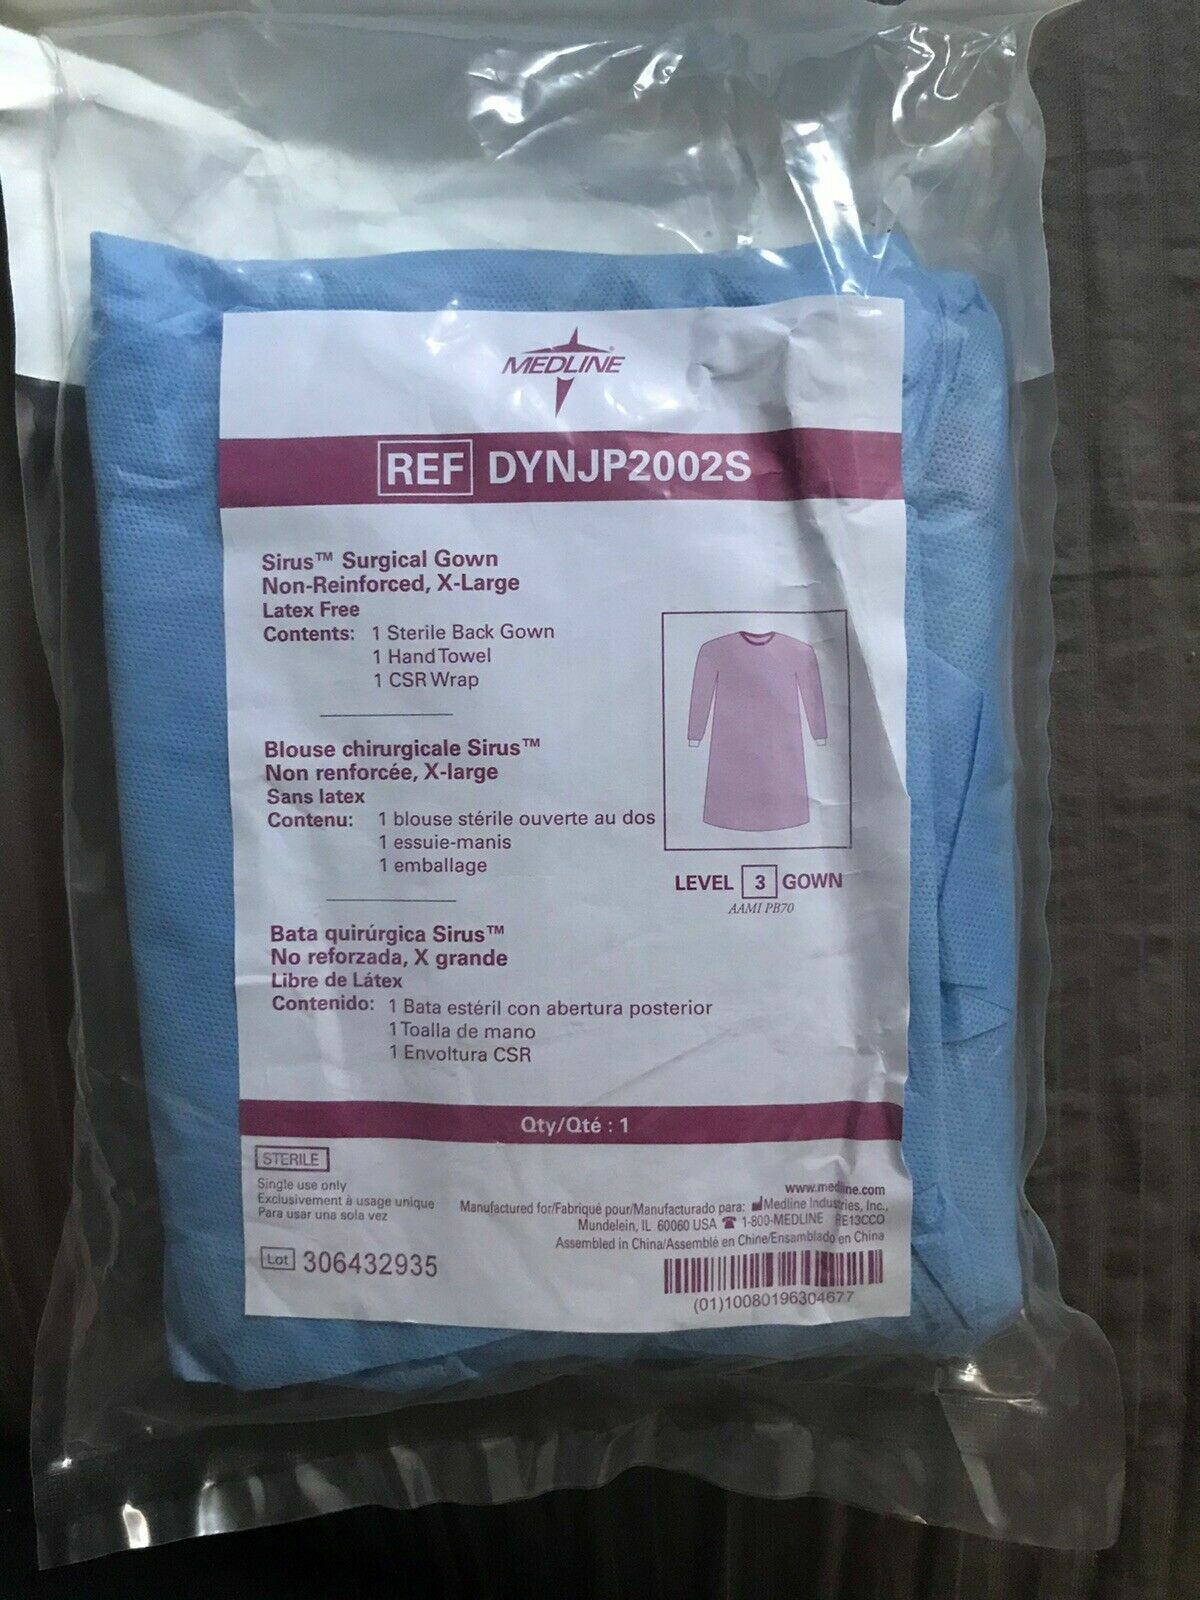 MEDLINE®
REF DYNJP2002S
Sirus™ Surgical Gown
Non-Reinforced, X-Large
Latex Free
Contents: 1 Sterile Back Gown
1 Hand Towel
1 CSR Wrap
Blouse chirurgicale Sirus™
Non renforcée, X-large
Sans latex
Contenu: 1 blouse stérile ouverte au dos
1 essuie-manis
1 emballage
LEVEL 3 GOWN
AAMI PB70
Bata quirúrgica Sirus™
No reforzada, X grande
Libre de Látex
Contenido: 1 Bata estéril con abertura posterior
1 Toalla de mano
1 Envoltura CSR
Qty/Qté : 1
STERILE
Single use only
Exclusivement à usage unique
Para usar una sola vez
Lot 306432935
www.medline.com
Manufactured for/Fabriqué pour/Manufacturado para: Medline Industries, Inc.,
Mundelein, IL 60060 USA ☎ 1-800-MEDLINE RE13CCO
Assembled in China/Assemblé en Chine/Ensamblado en China
(01)10080196304677